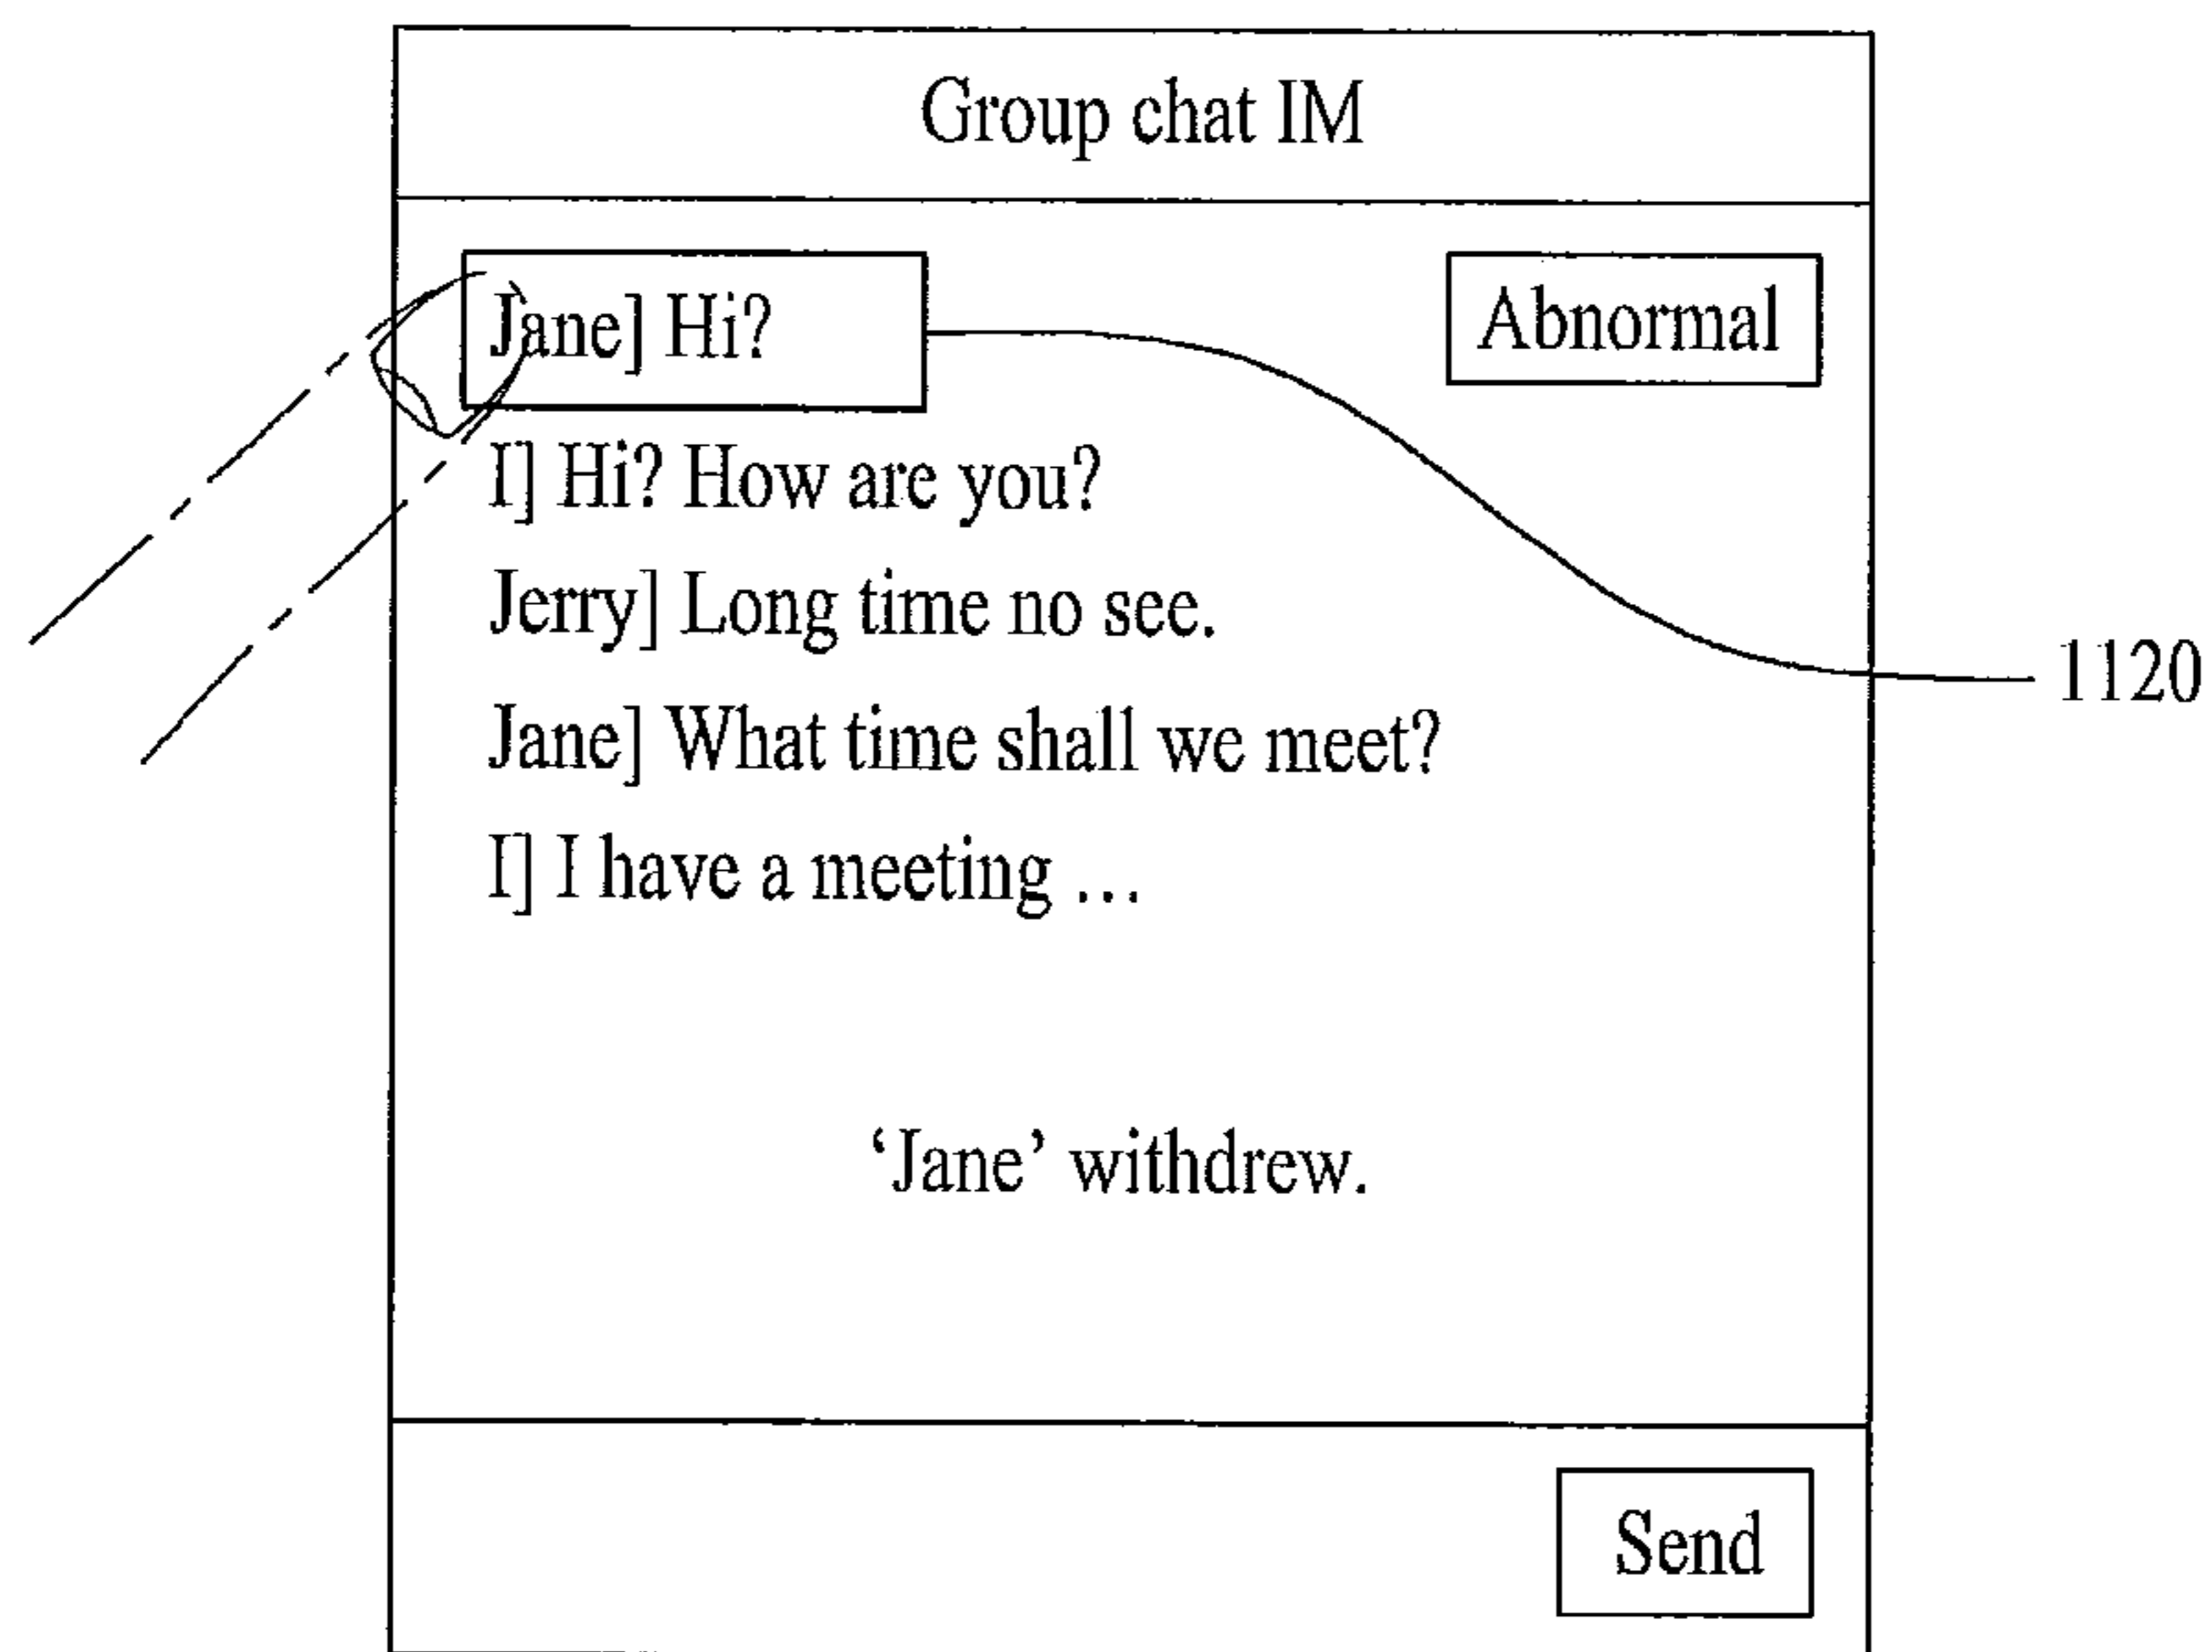 Group chat IM
Jane] Hi?
Abnormal
I] Hi? How are you?
Jerry] Long time no see.
1120
Jane] What time shall we meet?
I] I have a meeting ...
‘Jane’ withdrew.
Send